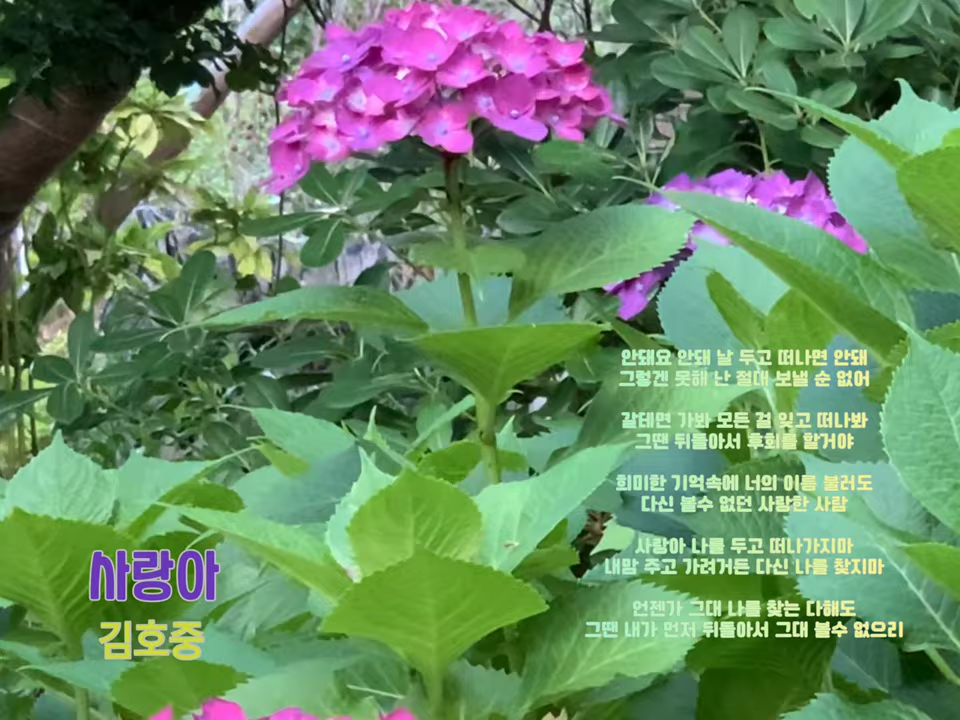 안돼요 안돼 날 두고 떠나면 안돼
그렇겐 못해 난 절대 보낼 순 없어
갈테면 가봐 모든 걸 잊고 떠나봐
그땐 뒤돌아서 후회를 할거야
희미한 기억속에 너의 이름 불러도
다신 볼수 없던 사랑한 사람
사랑아 나를 두고 떠나가지마
내맘 주고 가려거든 다신 나를 찾지마
언젠가 그대 나를 찾는 다해도
그땐 내가 먼저 뒤돌아서 그대 볼수 없으리
사랑아
김호중